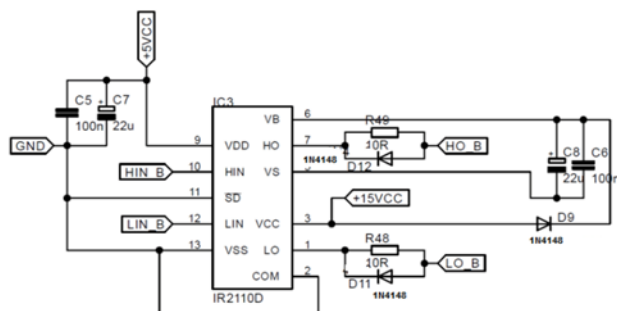 +5VCC
C5
100n
C7
22u
+
GND
IC3
VB
6
9
VDD
HO
7
R49
10R
HO_B
1N4148
D12
HIN_B
10
HIN
VS
C8
22u
+
C6
100n
11
SD
+15VCC
LIN_B
12
LIN
VCC
3
D9
1N4148
13
VSS
LO
1
R48
10R
LO_B
COM
2
D11
1N4148
IR2110D